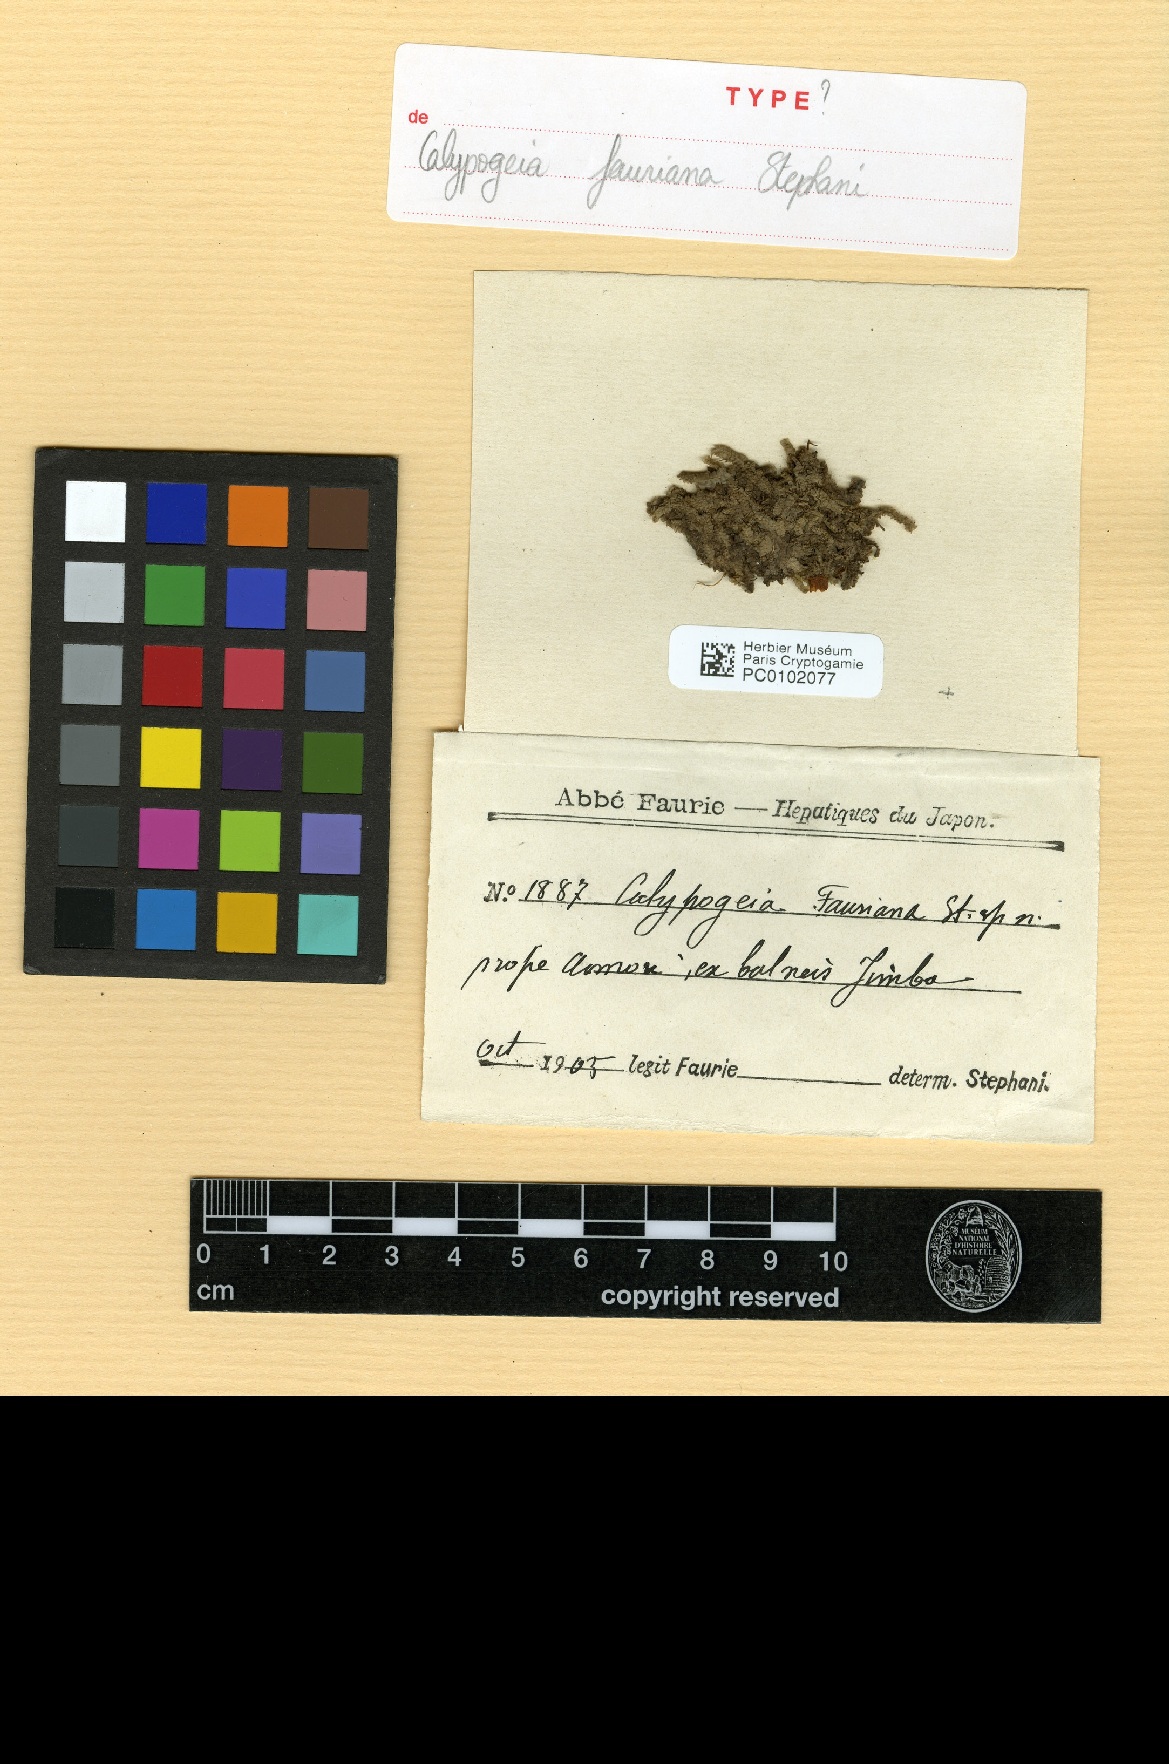 TYPE ?
de
Calypogeia fauriana Stephani
Herbier Muséum
Paris Cryptogamie
PC0102077
Abbé Faurie — Hepatiques du Japon.
No. 1887 Calypogeia Fauriana St. sp n.
prope Aomori, ex balneis Jimba
Oct 1905 legit Faurie determ. Stephani.
0 1 2 3 4 5 6 7 8 9 10
cm
copyright reserved
MUSEUM
NATIONAL
D'HISTOIRE
NATURELLE